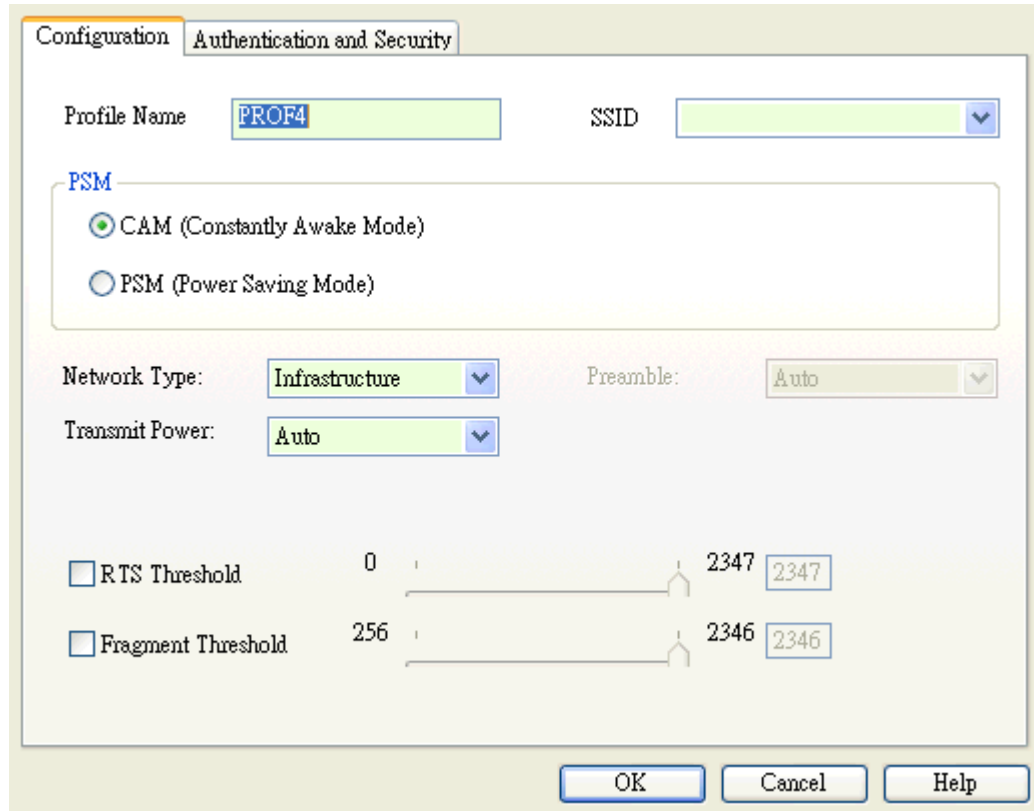 Configuration
Authentication and Security
Profile Name PROF4 SSID
PSM
CAM (Constantly Awake Mode)
PSM (Power Saving Mode)
Network Type: Infrastructure Preamble: Auto
Transmit Power: Auto
RTS Threshold 0 2347 2347
Fragment Threshold 256 2346 2346
OK Cancel Help